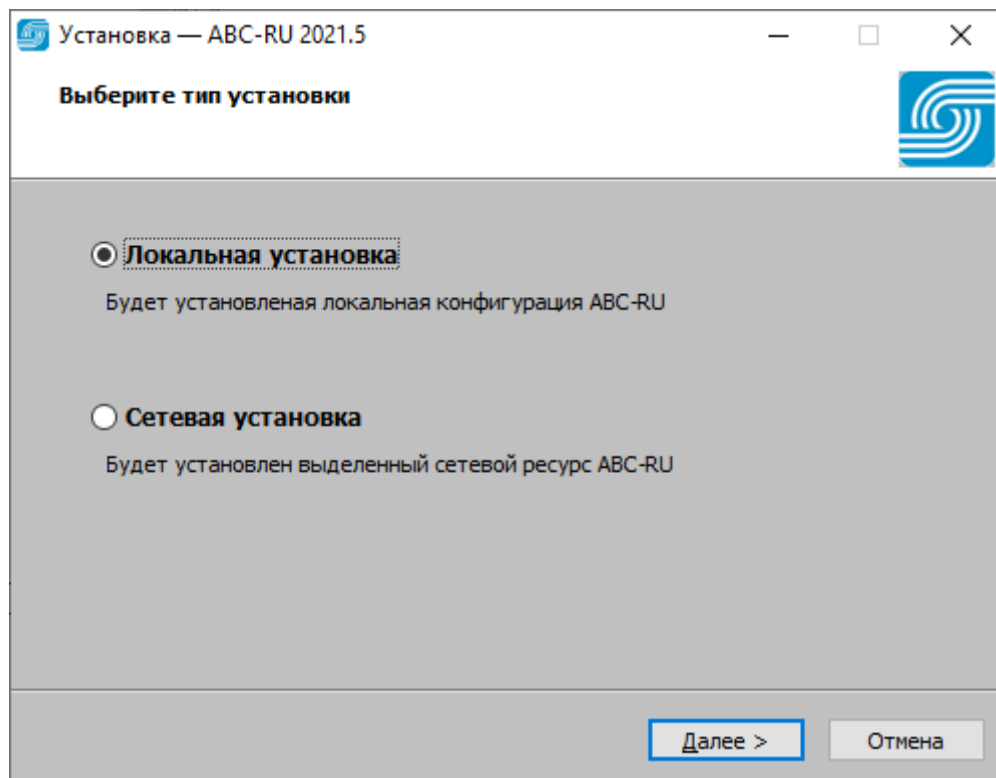 Установка — ABC-RU 2021.5
Выберите тип установки
Локальная установка
Будет установленая локальная конфигурация ABC-RU
Сетевая установка
Будет установлен выделенный сетевой ресурс ABC-RU
Далее >
Отмена